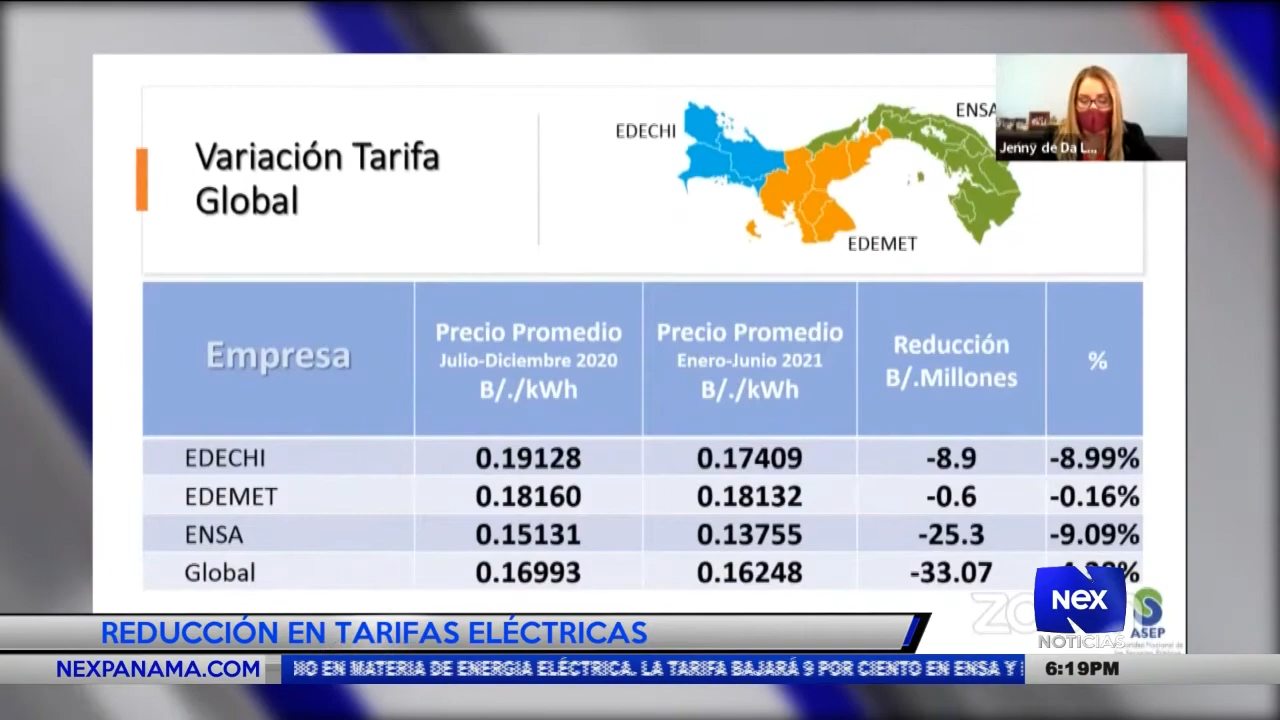 EDECHI
ENSA
Jenny de Da L...
Variación Tarifa
Global
EDEMET
Empresa
Precio Promedio
Julio-Diciembre 2020
B/./kWh
Precio Promedio
Enero-Junio 2021
B/./kWh
Reducción
B/.Millones
%
EDECHI 0.19128 0.17409 -8.9 -8.99%
EDEMET 0.18160 0.18132 -0.6 -0.16%
ENSA 0.15131 0.13755 -25.3 -9.09%
Global 0.16993 0.16248 -33.07
NEX
NOTICIAS
ASEP
REDUCCIÓN EN TARIFAS ELÉCTRICAS
NEXPANAMA.COM
NO EN MATERIA DE ENERGIA ELÉCTRICA. LA TARIFA BAJARÁ 9 POR CIENTO EN ENSA Y
6:19PM